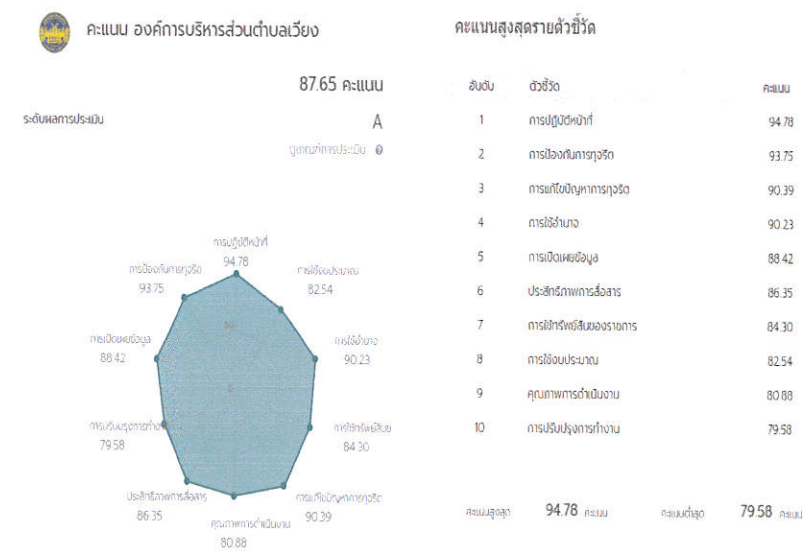 คะแนน องค์การบริหารส่วนตำบลเวียง
87.65 คะแนน
ระดับผลการประเมิน
A
ดูเกณฑ์การประเมิน
การปฏิบัติหน้าที่
94.78
การป้องกันการทุจริต
93.75
การใช้งบประมาณ
82.54
การเปิดเผยข้อมูล
88.42
การใช้อำนาจ
90.23
การปรับปรุงการทำงาน
79.58
การใช้ทรัพย์สิน
84.30
ประสิทธิภาพการสื่อสาร
86.35
การแก้ไขปัญหาการทุจริต
90.39
คุณภาพการดำเนินงาน
80.88
คะแนนสูงสุดรายตัวชี้วัด
อันดับ ตัวชี้วัด คะแนน
1 การปฏิบัติหน้าที่ 94.78
2 การป้องกันการทุจริต 93.75
3 การแก้ไขปัญหาการทุจริต 90.39
4 การใช้อำนาจ 90.23
5 การเปิดเผยข้อมูล 88.42
6 ประสิทธิภาพการสื่อสาร 86.35
7 การใช้ทรัพย์สินของราชการ 84.30
8 การใช้งบประมาณ 82.54
9 คุณภาพการดำเนินงาน 80.88
10 การปรับปรุงการทำงาน 79.58
คะแนนสูงสุด 94.78 คะแนน คะแนนต่ำสุด 79.58 คะแนน